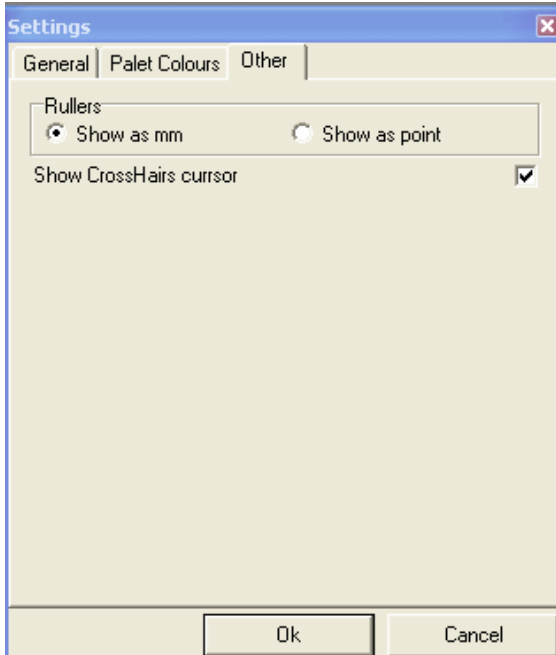 Settings
General Palet Colours Other
Rullers
Show as mm Show as point
Show CrossHairs currsor
Ok Cancel